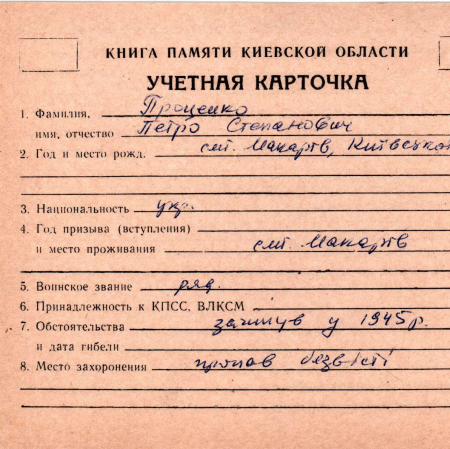 КНИГА ПАМЯТИ КИЕВСКОЙ ОБЛАСТИ
УЧЕТНАЯ КАРТОЧКА
1. Фамилия, Проценко
имя, отчество Петро Степанович
2. Год и место рожд. смт. Макарів, Київської
3. Национальность укр.
4. Год призыва (вступления)
и место проживания смт. Макарів
5. Воинское звание ряд.
6. Принадлежность к КПСС, ВЛКСМ
7. Обстоятельства загинув у 1945 р.
и дата гибели
8. Место захоронения пропав безвісті